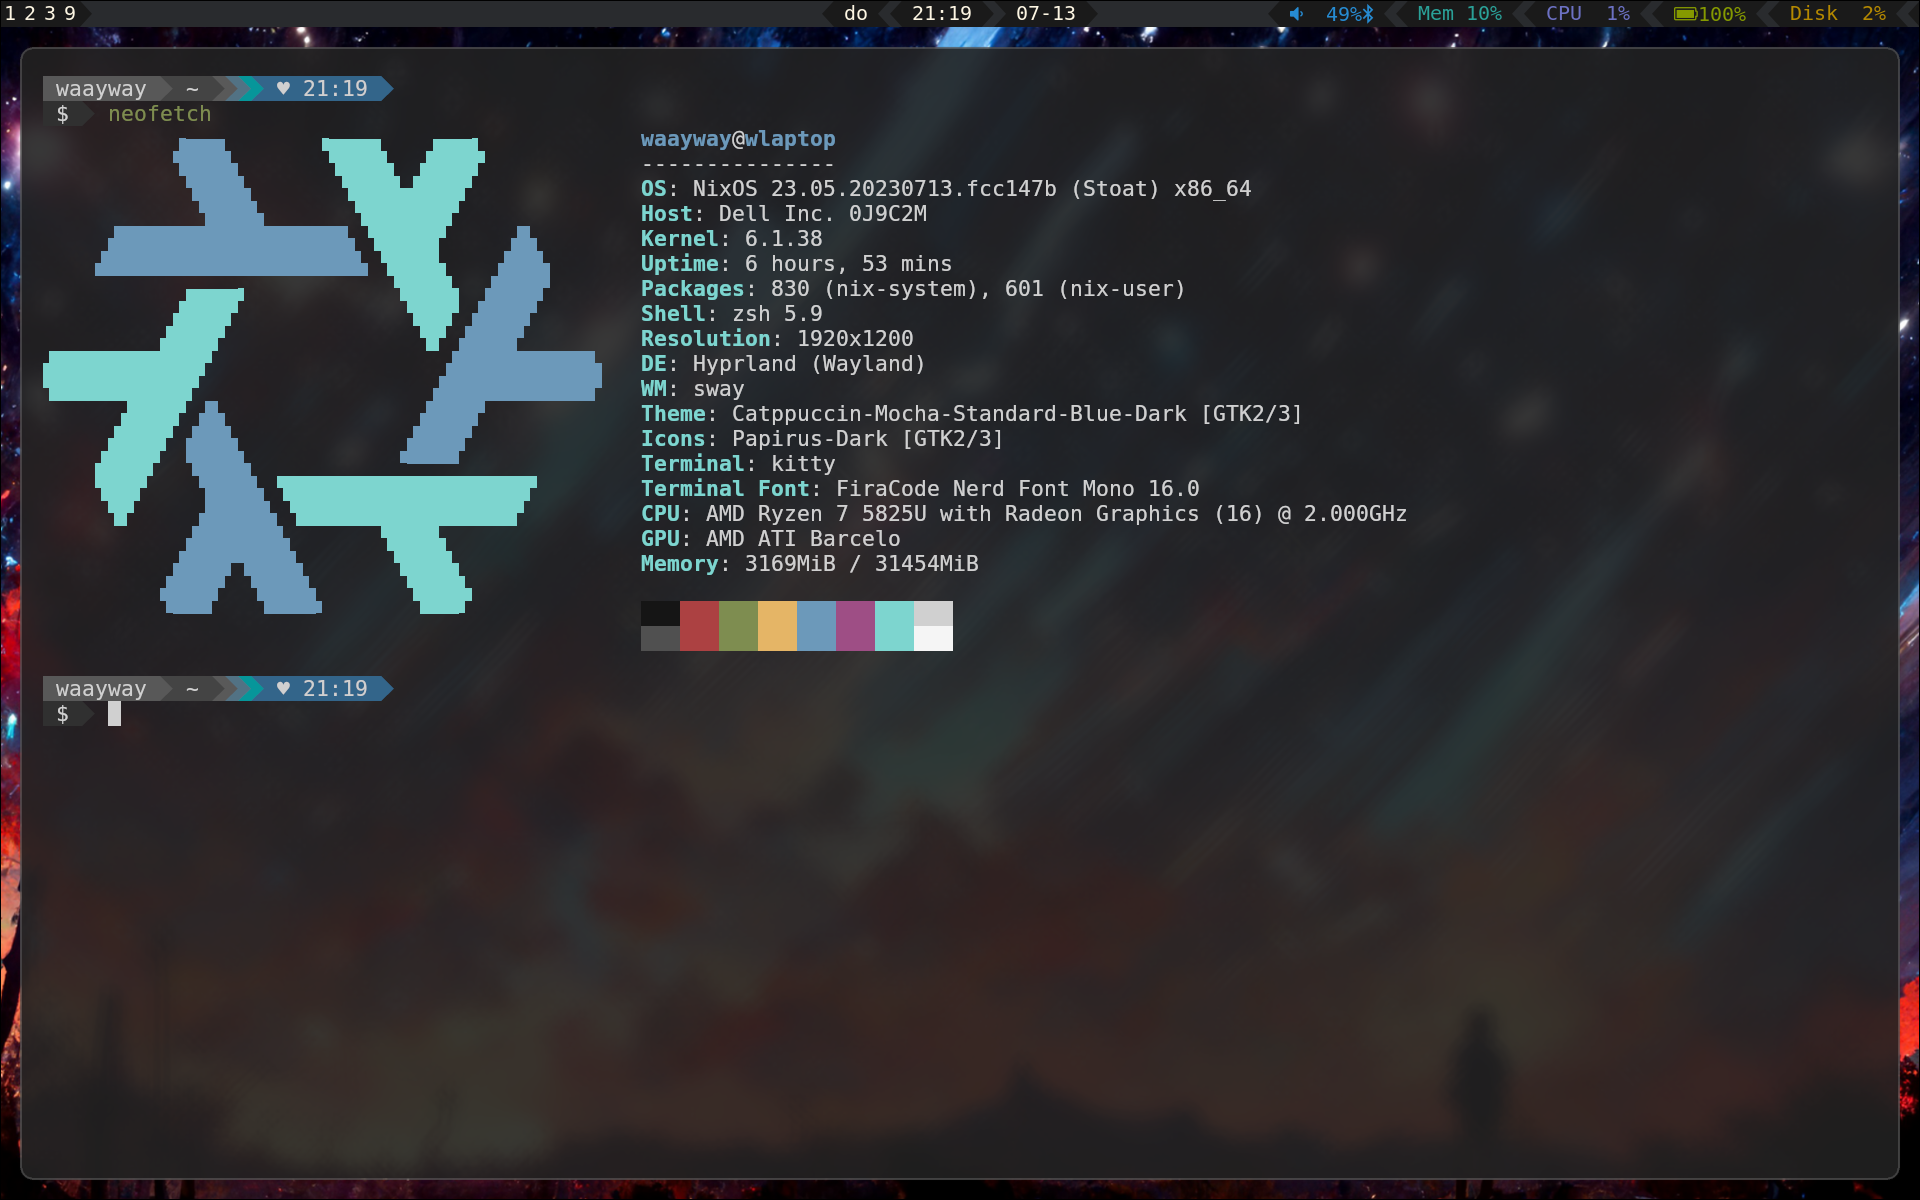 1 2 3 9 do 21:19 07-13 49% Mem 10% CPU 1% 100% Disk 2%
waayway ~ ♥ 21:19
$ neofetch
waayway@wlaptop
---------------
OS: NixOS 23.05.20230713.fcc147b (Stoat) x86_64
Host: Dell Inc. 0J9C2M
Kernel: 6.1.38
Uptime: 6 hours, 53 mins
Packages: 830 (nix-system), 601 (nix-user)
Shell: zsh 5.9
Resolution: 1920x1200
DE: Hyprland (Wayland)
WM: sway
Theme: Catppuccin-Mocha-Standard-Blue-Dark [GTK2/3]
Icons: Papirus-Dark [GTK2/3]
Terminal: kitty
Terminal Font: FiraCode Nerd Font Mono 16.0
CPU: AMD Ryzen 7 5825U with Radeon Graphics (16) @ 2.000GHz
GPU: AMD ATI Barcelo
Memory: 3169MiB / 31454MiB
waayway ~ ♥ 21:19
$